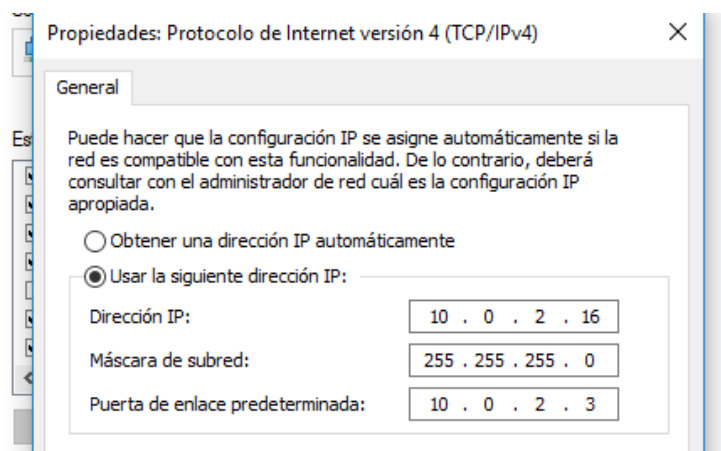 Propiedades: Protocolo de Internet versión 4 (TCP/IPv4)
General
Puede hacer que la configuración IP se asigne automáticamente si la
red es compatible con esta funcionalidad. De lo contrario, deberá
consultar con el administrador de red cuál es la configuración IP
apropiada.
Obtener una dirección IP automáticamente
Usar la siguiente dirección IP:
Dirección IP: 10 . 0 . 2 . 16
Máscara de subred: 255 . 255 . 255 . 0
Puerta de enlace predeterminada: 10 . 0 . 2 . 3